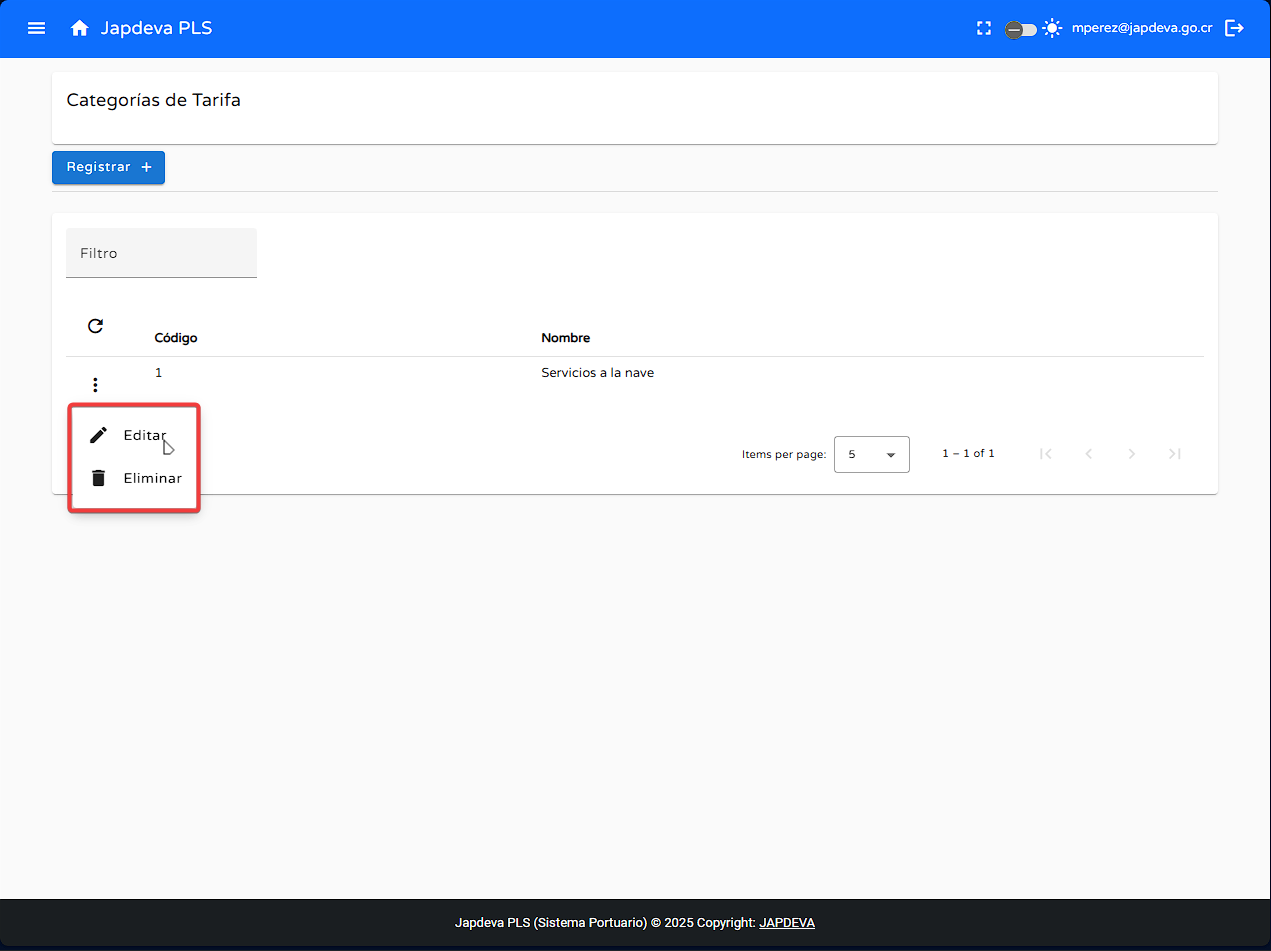 Japdeva PLS
mperez@japdeva.go.cr
Categorías de Tarifa
Registrar +
Filtro
Código Nombre
1 Servicios a la nave
Editar
Eliminar
Items per page: 5 1 – 1 of 1
Japdeva PLS (Sistema Portuario) © 2025 Copyright: JAPDEVA